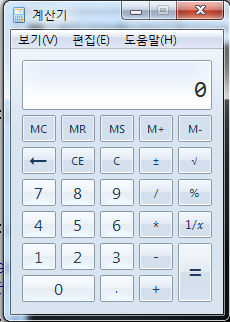 계산기
보기(V) 편집(E) 도움말(H)
0
MC MR MS M+ M-
← CE C ± √
7 8 9 / %
4 5 6 * 1/x
1 2 3 - =
0 . +